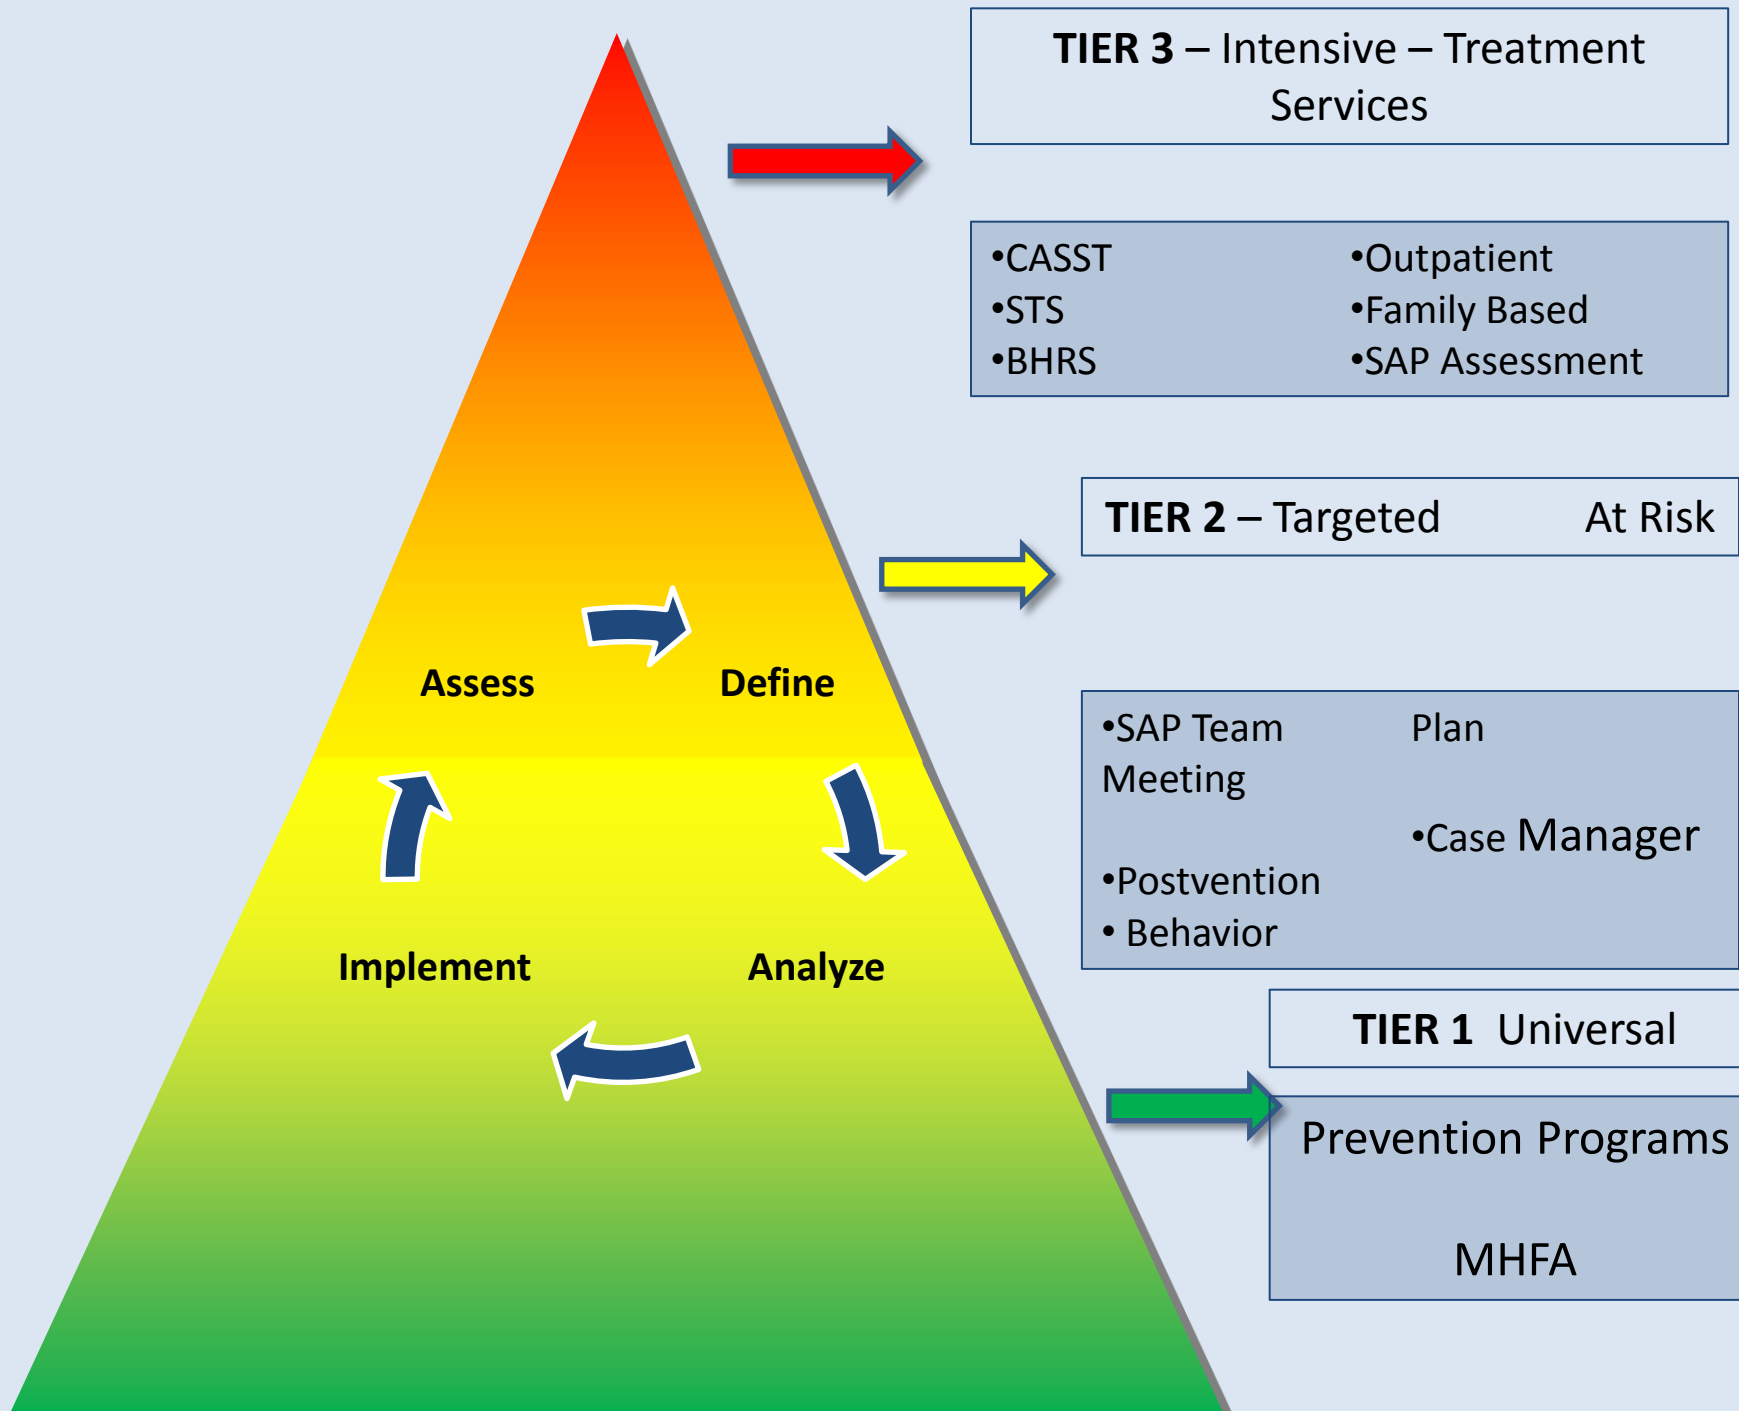 TIER 3 – Intensive – Treatment
Services
•CASST
•STS
•BHRS
•Outpatient
•Family Based
•SAP Assessment
TIER 2 – Targeted At Risk
Assess
Define
•SAP Team
Meeting
•Postvention
• Behavior
Plan
•Case Manager
Implement
Analyze
TIER 1 Universal
Prevention Programs
MHFA